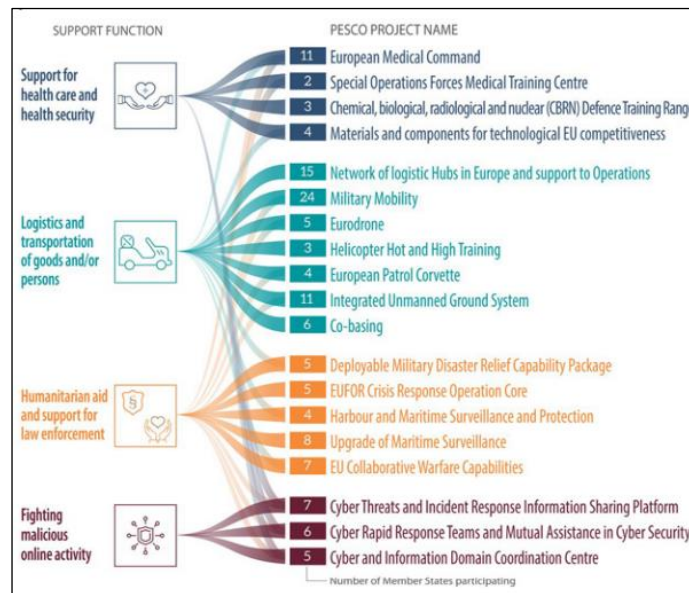 SUPPORT FUNCTION
PESCO PROJECT NAME
Support for
health care and
health security
11 European Medical Command
2 Special Operations Forces Medical Training Centre
3 Chemical, biological, radiological and nuclear (CBRN) Defence Training Rang
4 Materials and components for technological EU competitiveness
Logistics and
transportation
of goods and/or
persons
15 Network of logistic Hubs in Europe and support to Operations
24 Military Mobility
5 Eurodrone
3 Helicopter Hot and High Training
4 European Patrol Corvette
11 Integrated Unmanned Ground System
6 Co-basing
Humanitarian aid
and support for
law enforcement
5 Deployable Military Disaster Relief Capability Package
5 EUFOR Crisis Response Operation Core
4 Harbour and Maritime Surveillance and Protection
8 Upgrade of Maritime Surveillance
7 EU Collaborative Warfare Capabilities
Fighting
malicious
online activity
7 Cyber Threats and Incident Response Information Sharing Platform
6 Cyber Rapid Response Teams and Mutual Assistance in Cyber Security
5 Cyber and Information Domain Coordination Centre
Number of Member States participating